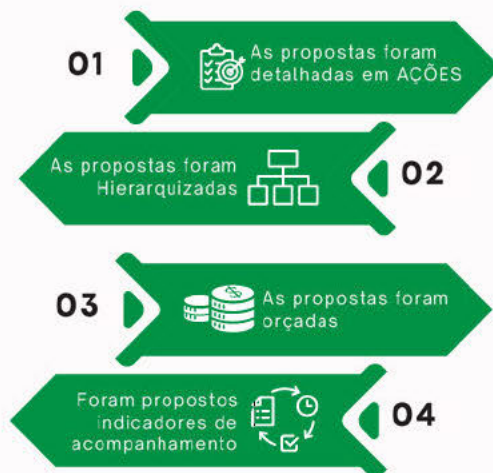 01
As propostas foram
detalhadas em AÇÕES
As propostas foram
Hierarquizadas
02
03
$
As propostas foram
orçadas
Foram propostos
indicadores de
acompanhamento
04